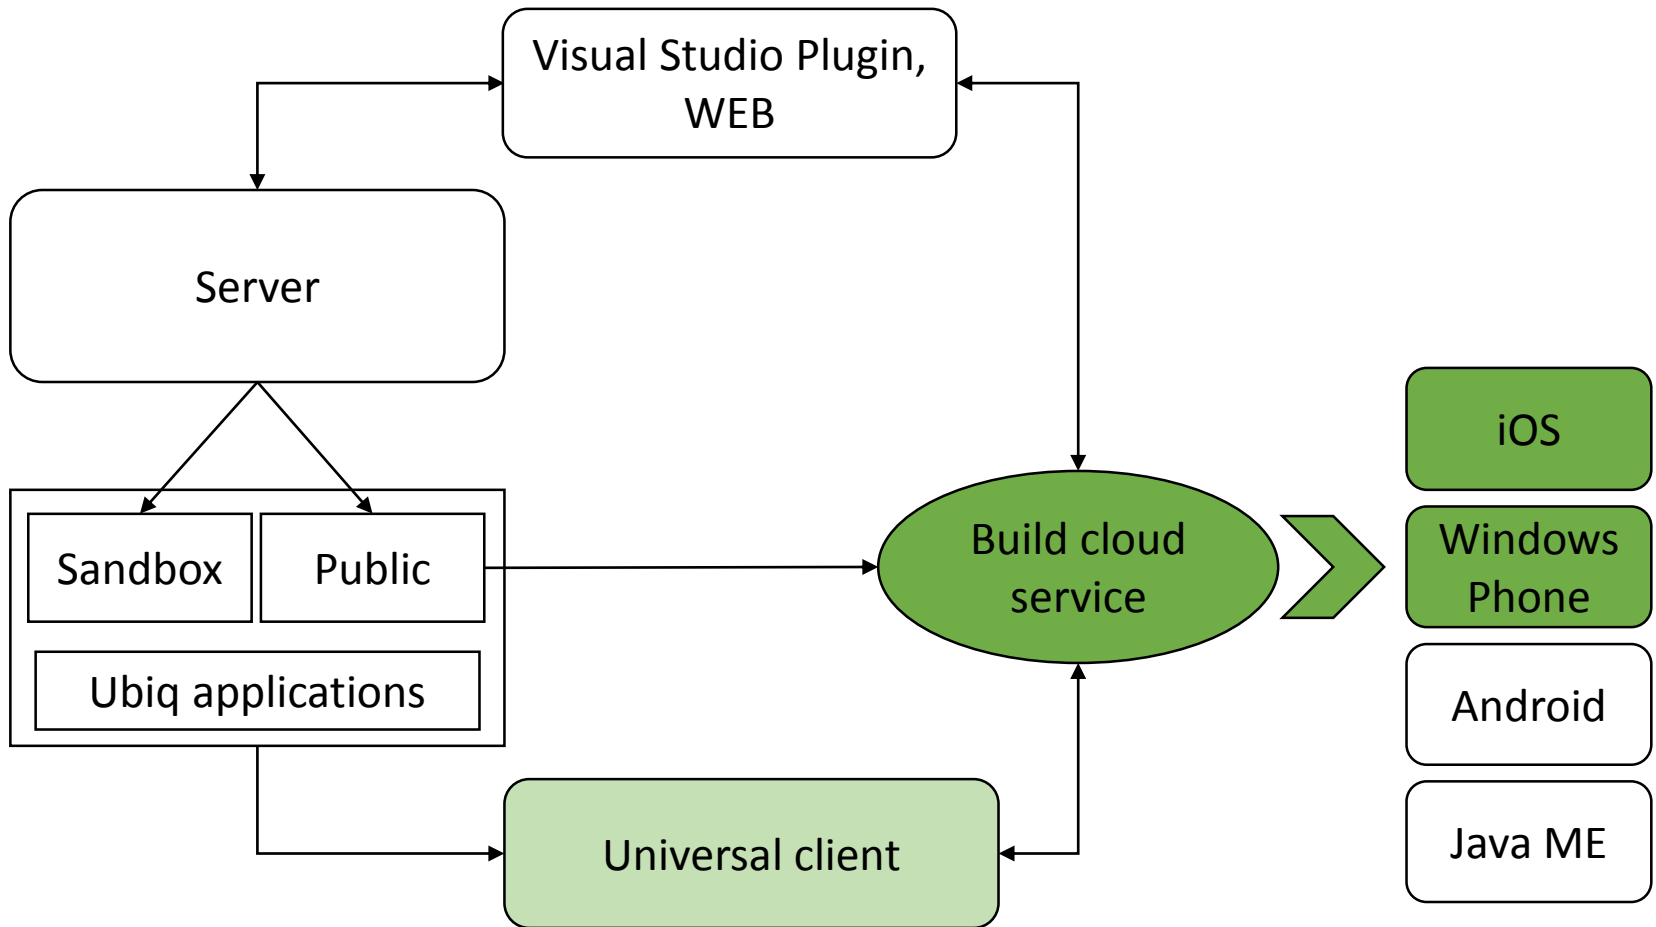 Visual Studio Plugin,
WEB
Server
Sandbox
Public
Ubiq applications
Universal client
Build cloud
service
iOS
Windows
Phone
Android
Java ME